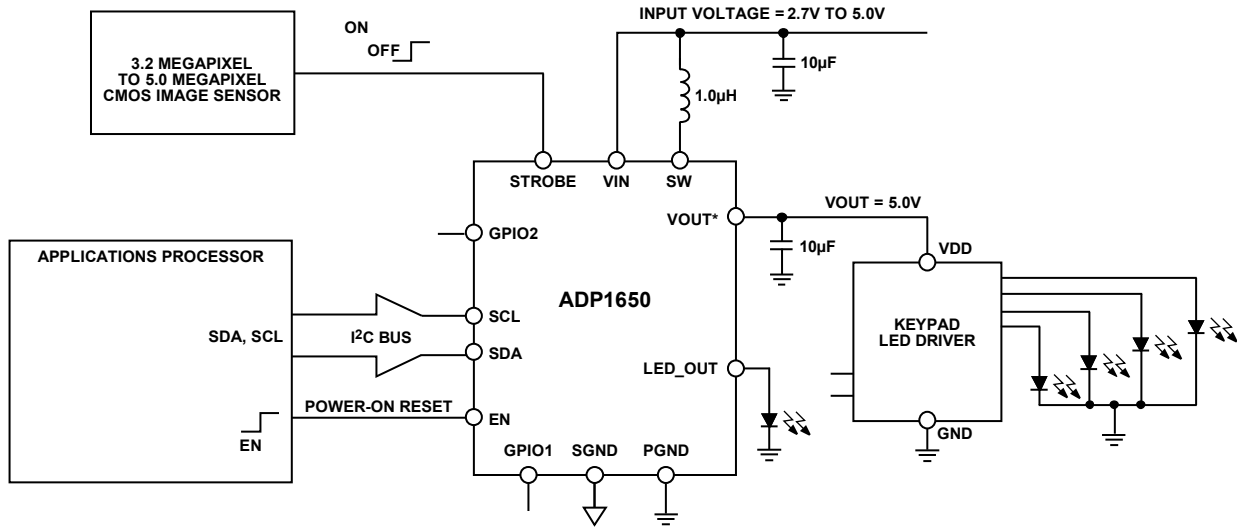 INPUT VOLTAGE = 2.7V TO 5.0V
ON
OFF
3.2 MEGAPIXEL
TO 5.0 MEGAPIXEL
CMOS IMAGE SENSOR
10µF
1.0µH
STROBE
VIN
SW
VOUT*
VOUT = 5.0V
GPIO2
10µF
VDD
APPLICATIONS PROCESSOR
ADP1650
SCL
SDA, SCL
I²C BUS
KEYPAD
LED DRIVER
SDA
LED_OUT
POWER-ON RESET
EN
EN
GND
GPIO1
SGND
PGND